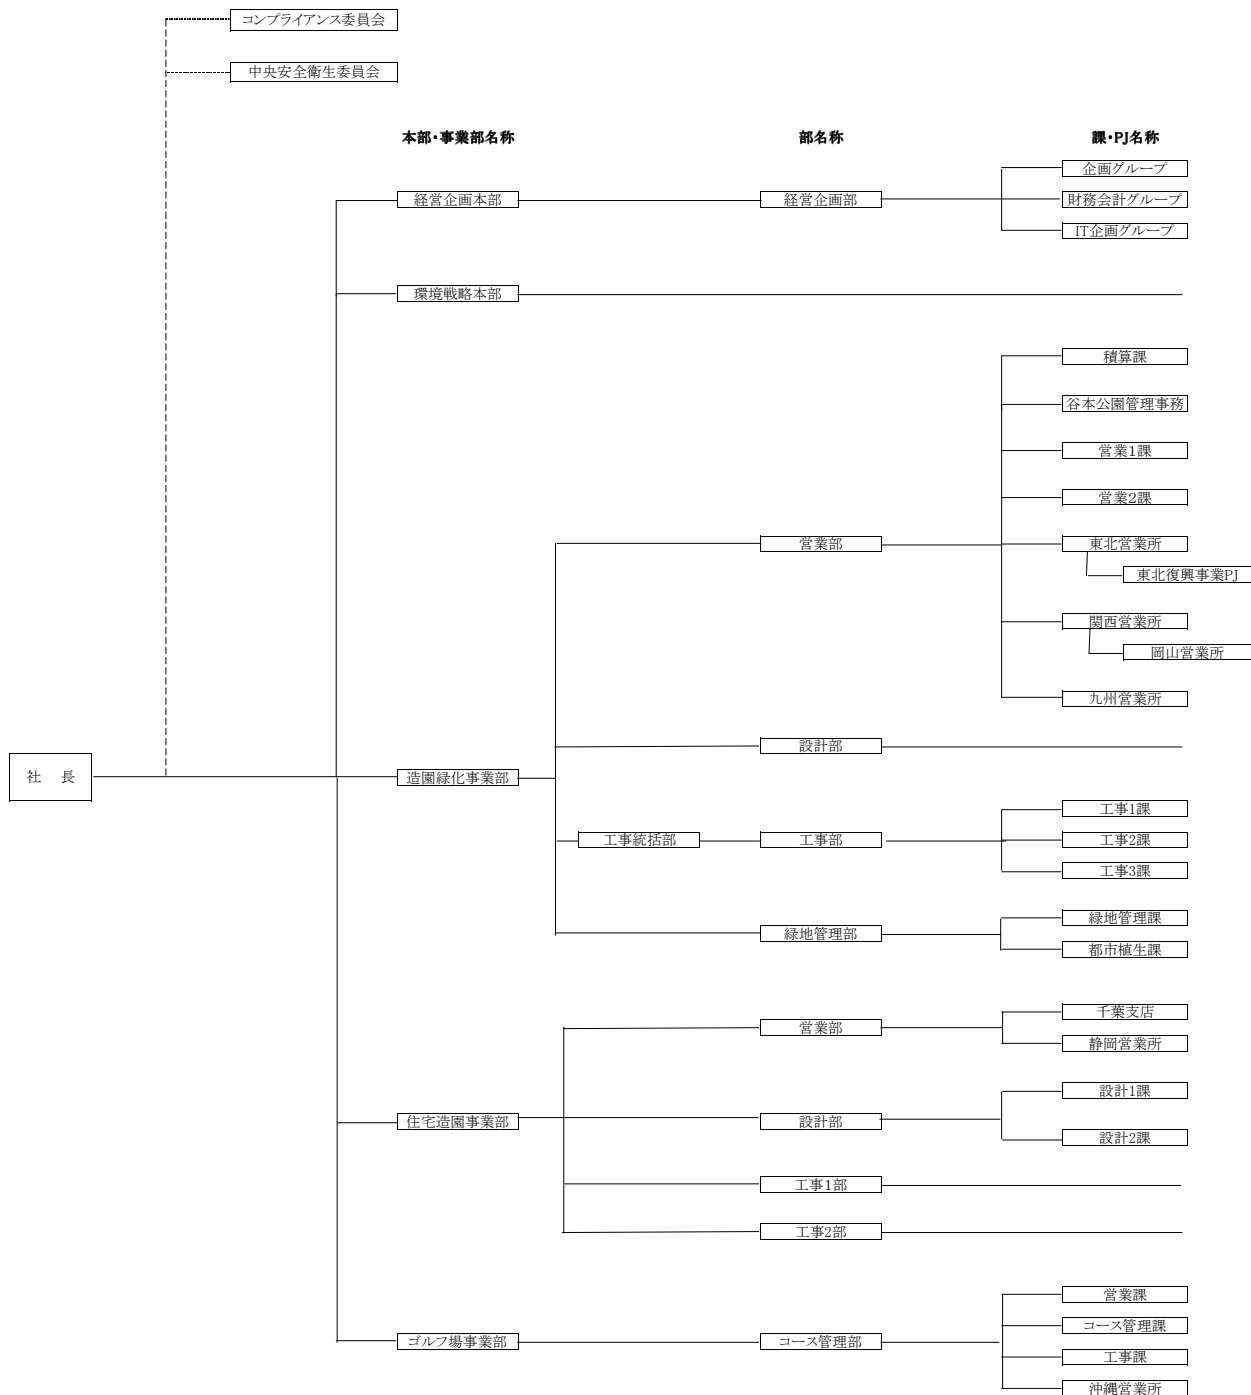 コンプライアンス委員会
中央安全衛生委員会
本部・事業部名称 部名称 課・PJ名称
企画グループ
経営企画本部 経営企画部 財務会計グループ
IT企画グループ
環境戦略本部
積算課
谷本公園管理事務
営業1課
営業2課
営業部 東北営業所
東北復興事業PJ
関西営業所
岡山営業所
九州営業所
設計部
社 長 造園緑化事業部
工事1課
工事統括部 工事部 工事2課
工事3課
緑地管理課
緑地管理部
都市植生課
千葉支店
営業部
静岡営業所
設計1課
住宅造園事業部 設計部
設計2課
工事1部
工事2部
営業課
コース管理課
ゴルフ場事業部 コース管理部
工事課
沖縄営業所